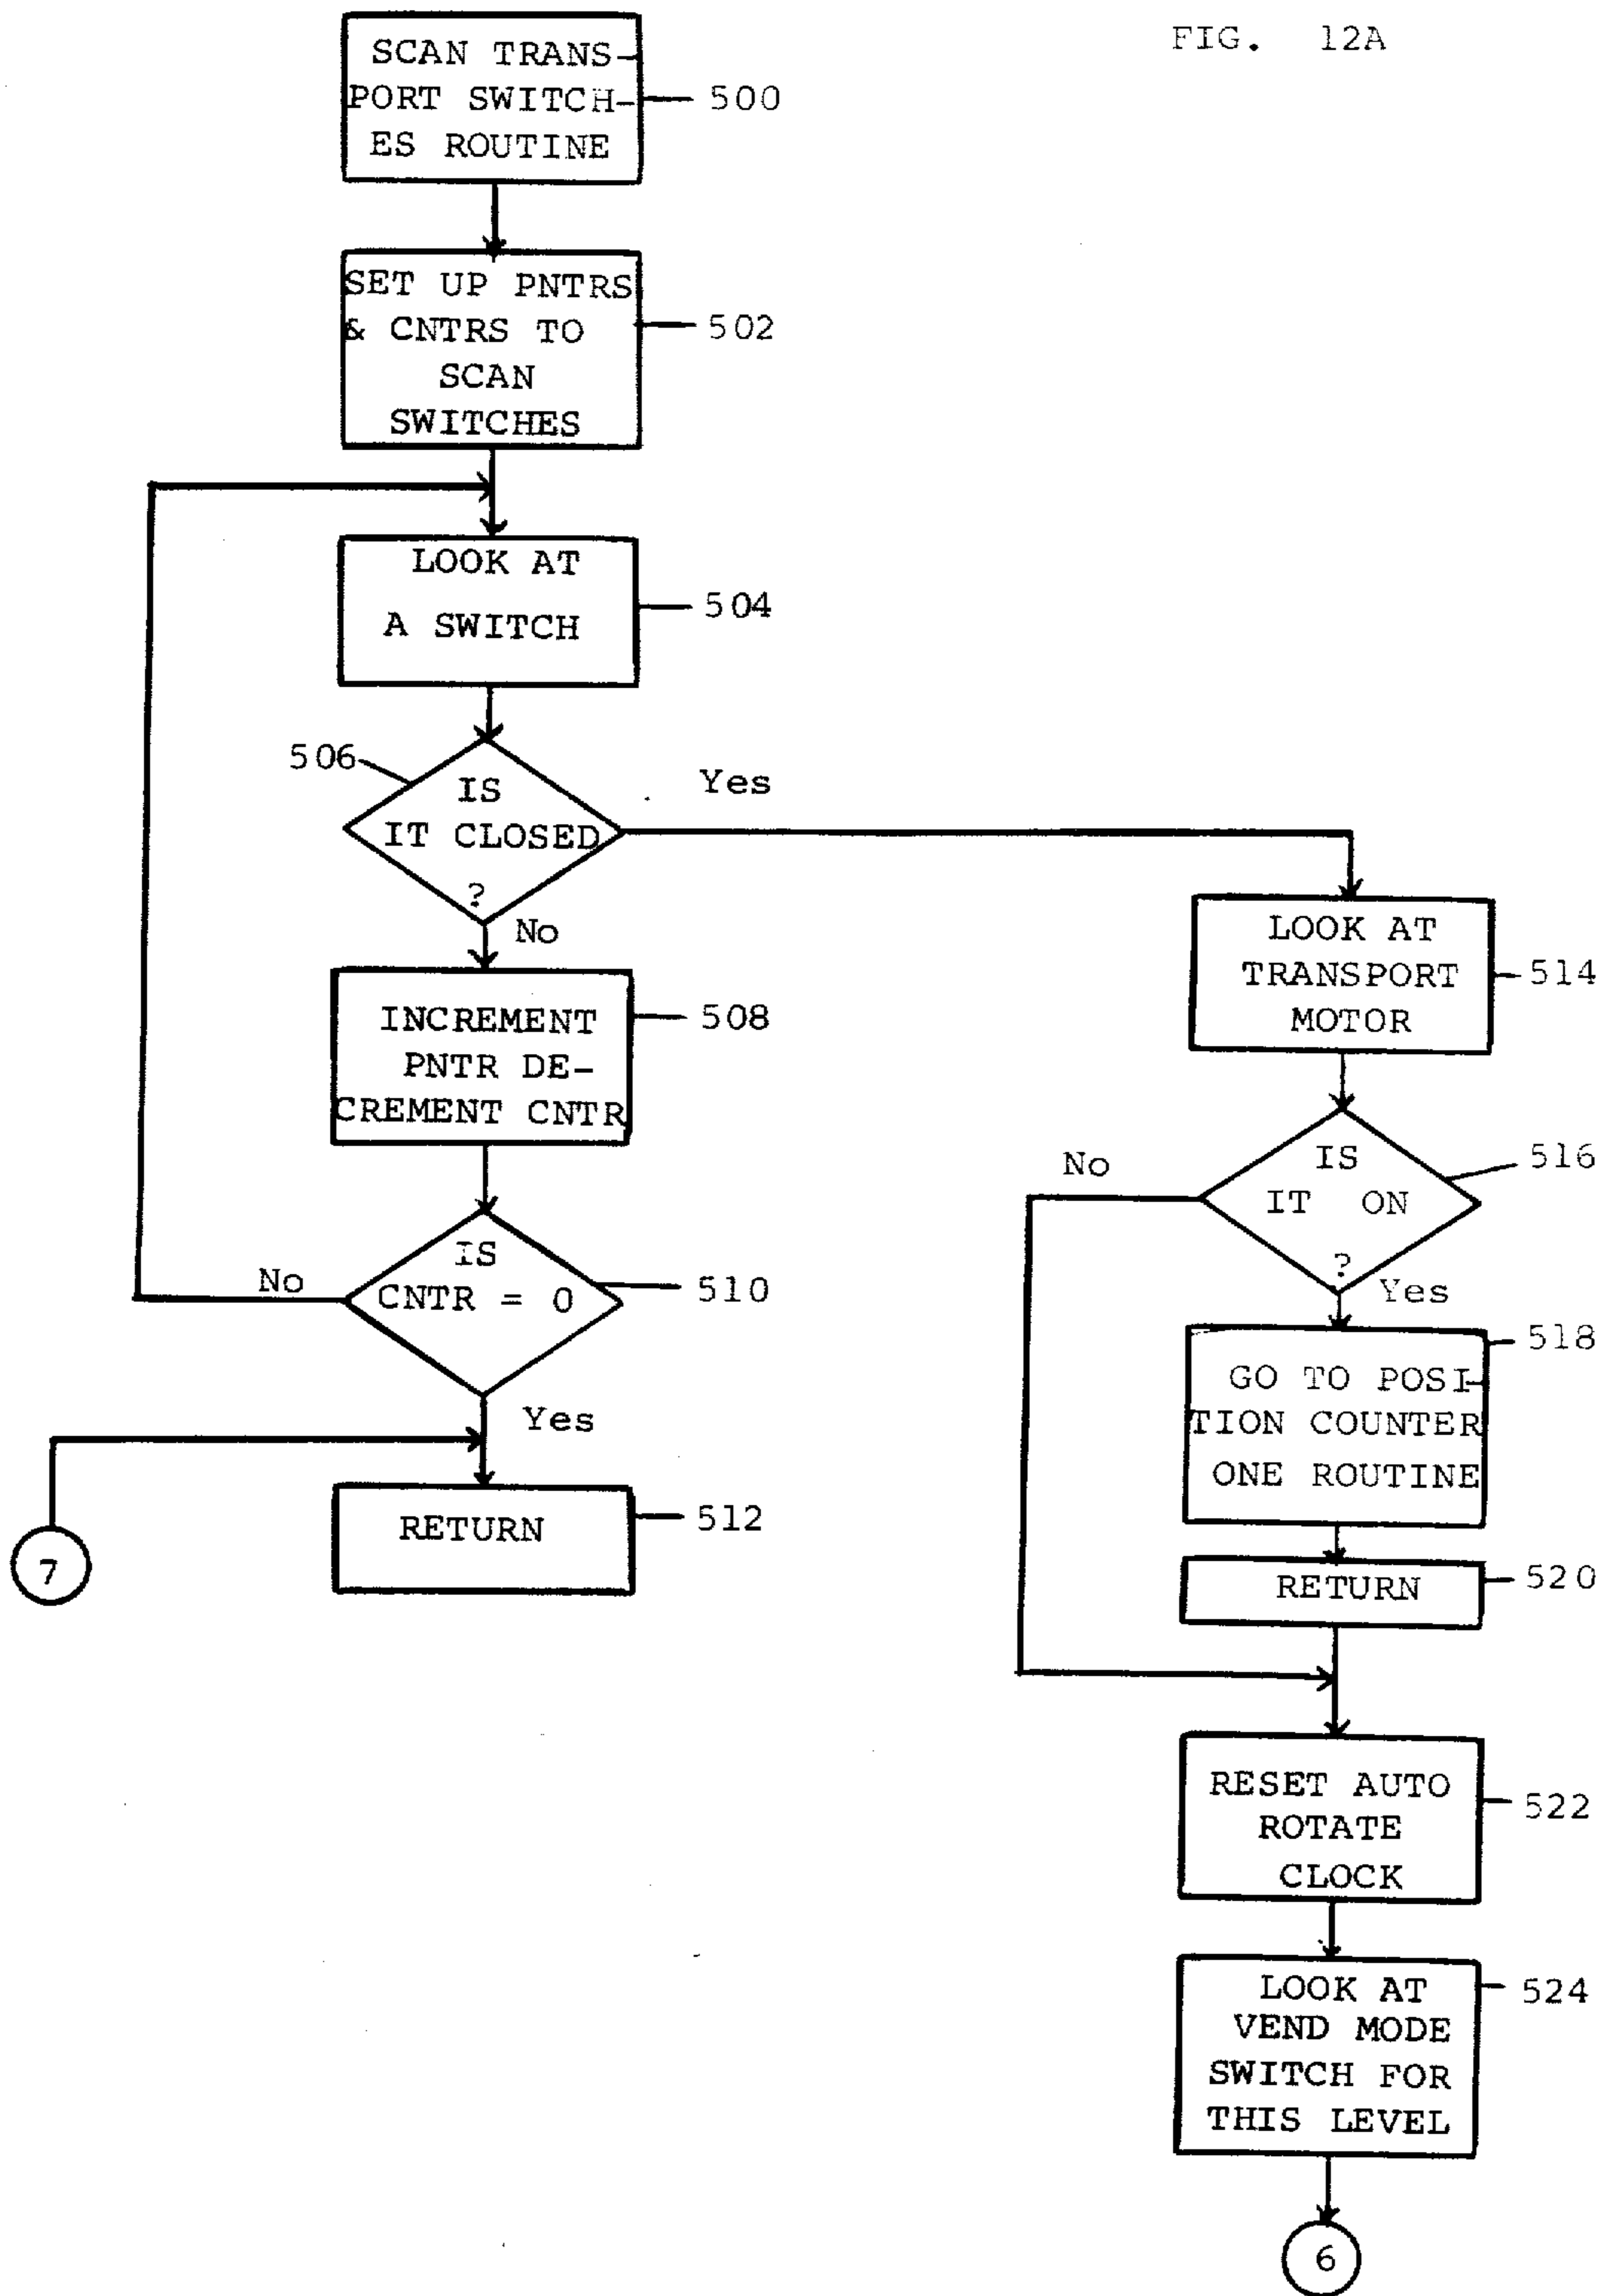 FIG. 12A
SCAN TRANS-
PORT SWITCH-
ES ROUTINE
500
SET UP PNTRS
& CNTRS TO
SCAN
SWITCHES
502
LOOK AT
A SWITCH
504
506
IS
IT CLOSED
?
Yes
No
INCREMENT
PNTR DE-
CREMENT CNTR
508
IS
CNTR = 0
510
No
Yes
RETURN
512
7
LOOK AT
TRANSPORT
MOTOR
514
IS
IT ON
?
516
No
Yes
GO TO POSI-
TION COUNTER
ONE ROUTINE
518
RETURN
520
RESET AUTO
ROTATE
CLOCK
522
LOOK AT
VEND MODE
SWITCH FOR
THIS LEVEL
524
6